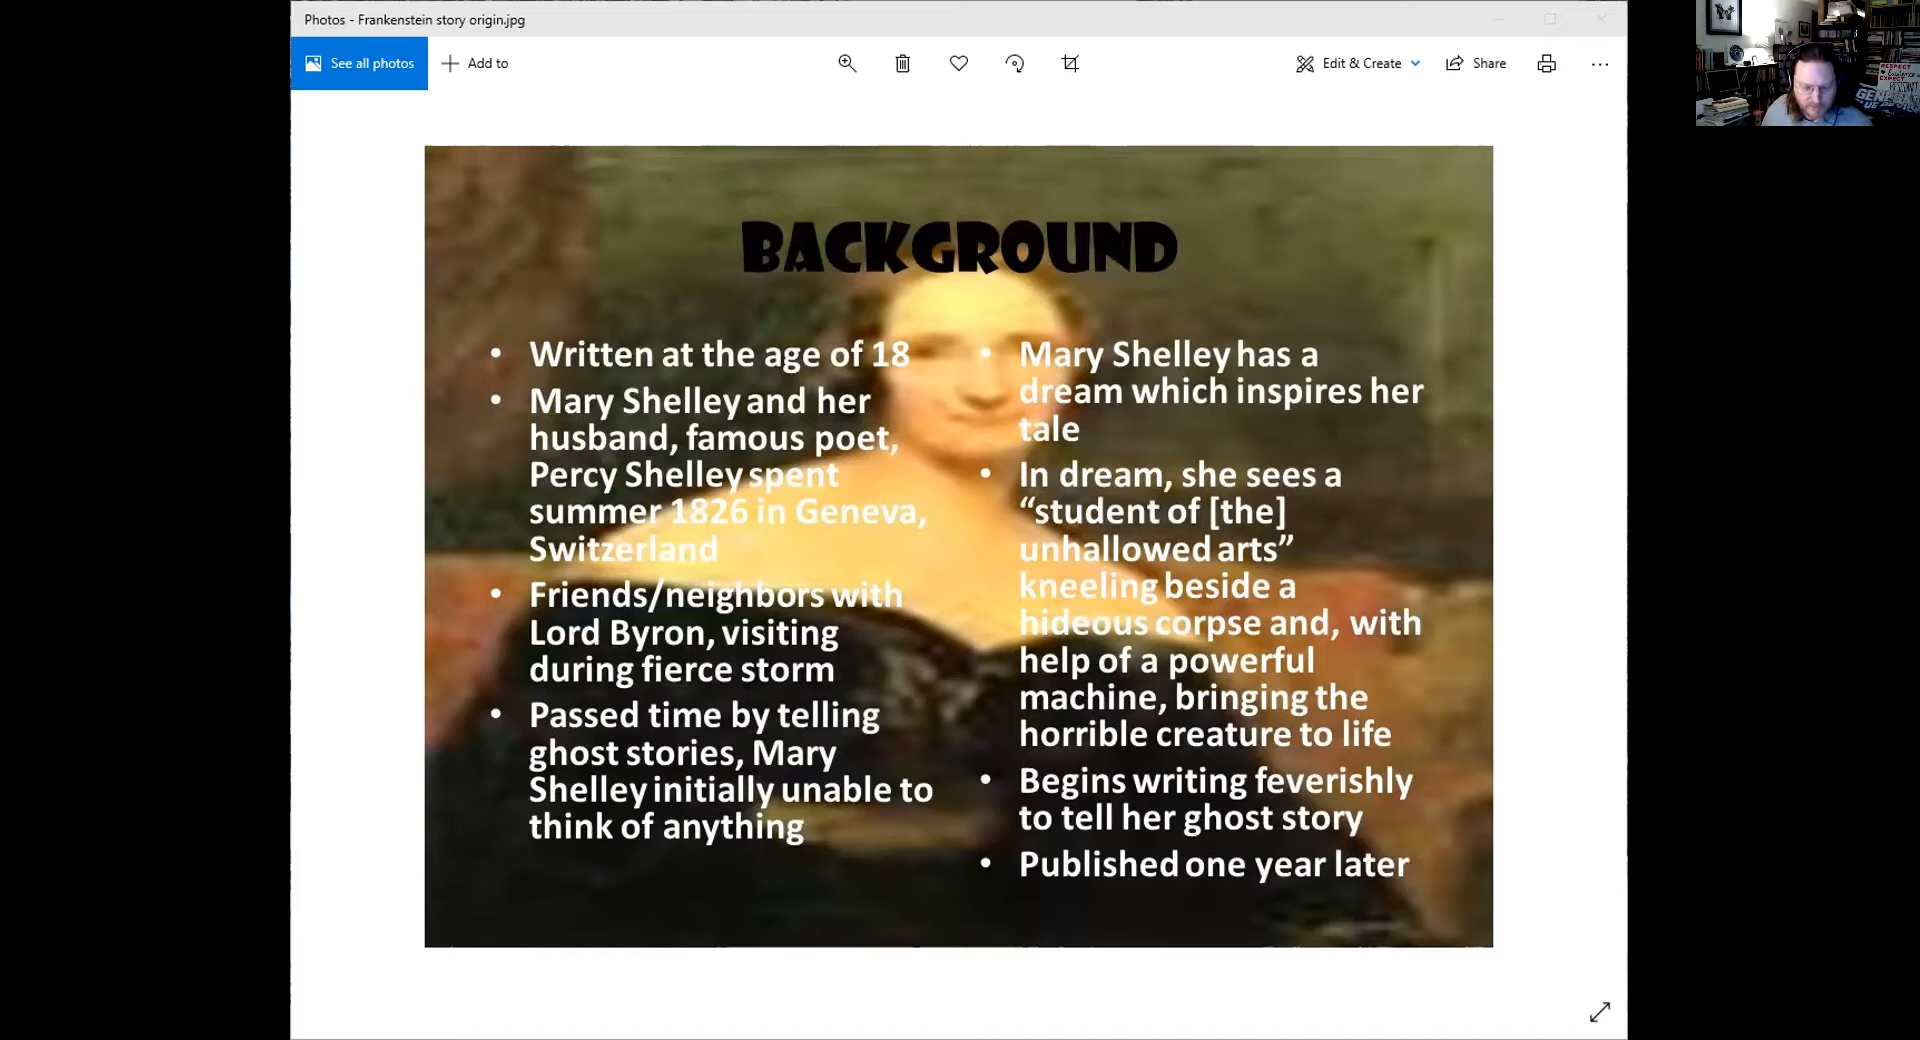 Photos - Frankenstein story origin.jpg
See all photos
Add to
Edit & Create
Share
BACKGROUND
• Written at the age of 18
• Mary Shelley and her
husband, famous poet,
Percy Shelley spent
summer 1826 in Geneva,
Switzerland
• Friends/neighbors with
Lord Byron, visiting
during fierce storm
• Passed time by telling
ghost stories, Mary
Shelley initially unable to
think of anything
• Mary Shelley has a
dream which inspires her
tale
• In dream, she sees a
“student of [the]
unhallowed arts”
kneeling beside a
hideous corpse and, with
help of a powerful
machine, bringing the
horrible creature to life
• Begins writing feverishly
to tell her ghost story
• Published one year later
RESPECT
EXPECT